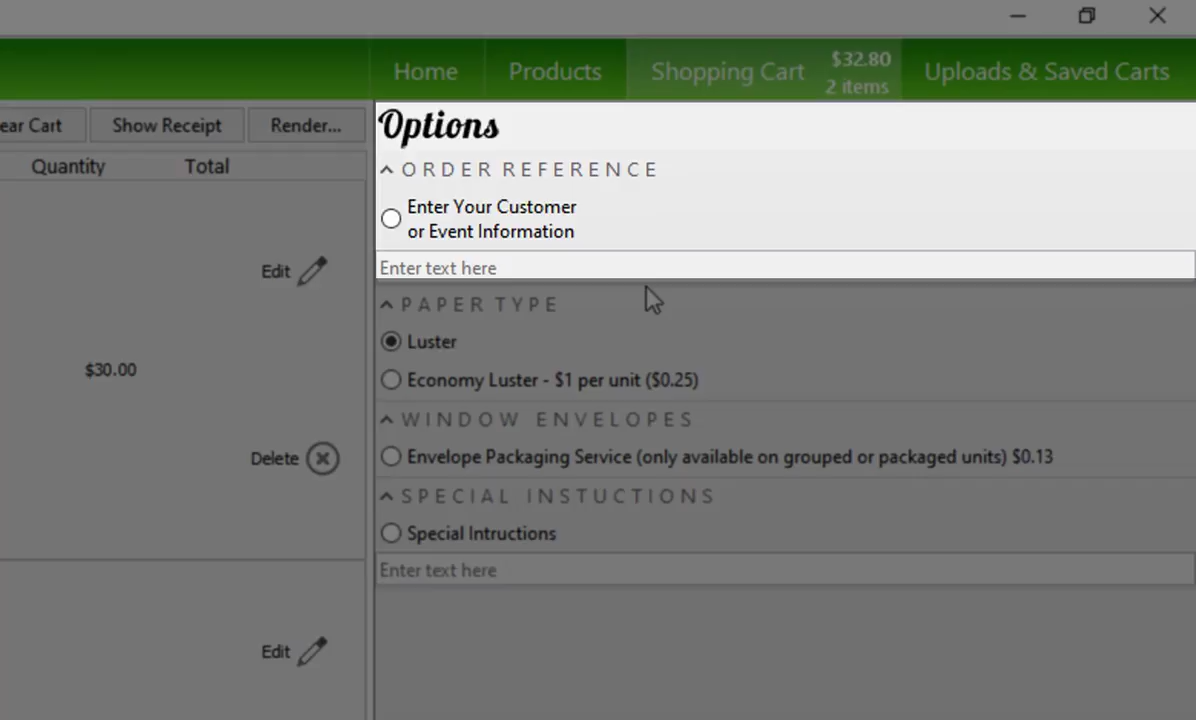 Home
Products
Shopping Cart
$32.80
2 items
Uploads & Saved Carts
ear Cart
Show Receipt
Render...
Quantity
Total
Options
ORDER REFERENCE
Enter Your Customer
or Event Information
Enter text here
Edit
PAPER TYPE
Luster
$30.00
Economy Luster - $1 per unit ($0.25)
WINDOW ENVELOPES
Delete
Envelope Packaging Service (only available on grouped or packaged units) $0.13
SPECIAL INSTUCTIONS
Special Intructions
Enter text here
Edit